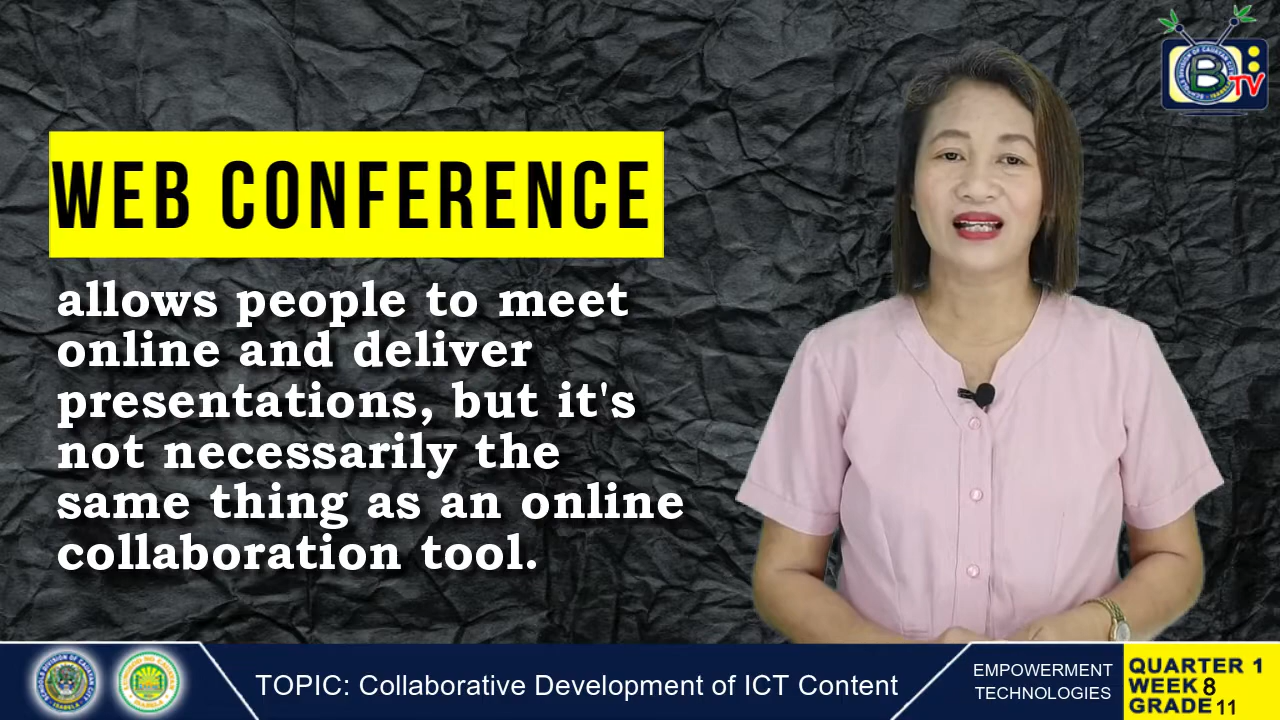 WEB CONFERENCE
allows people to meet
online and deliver
presentations, but it's
not necessarily the
same thing as an online
collaboration tool.
B TV
TOPIC: Collaborative Development of ICT Content
EMPOWERMENT
TECHNOLOGIES
QUARTER 1
WEEK 8
GRADE 11